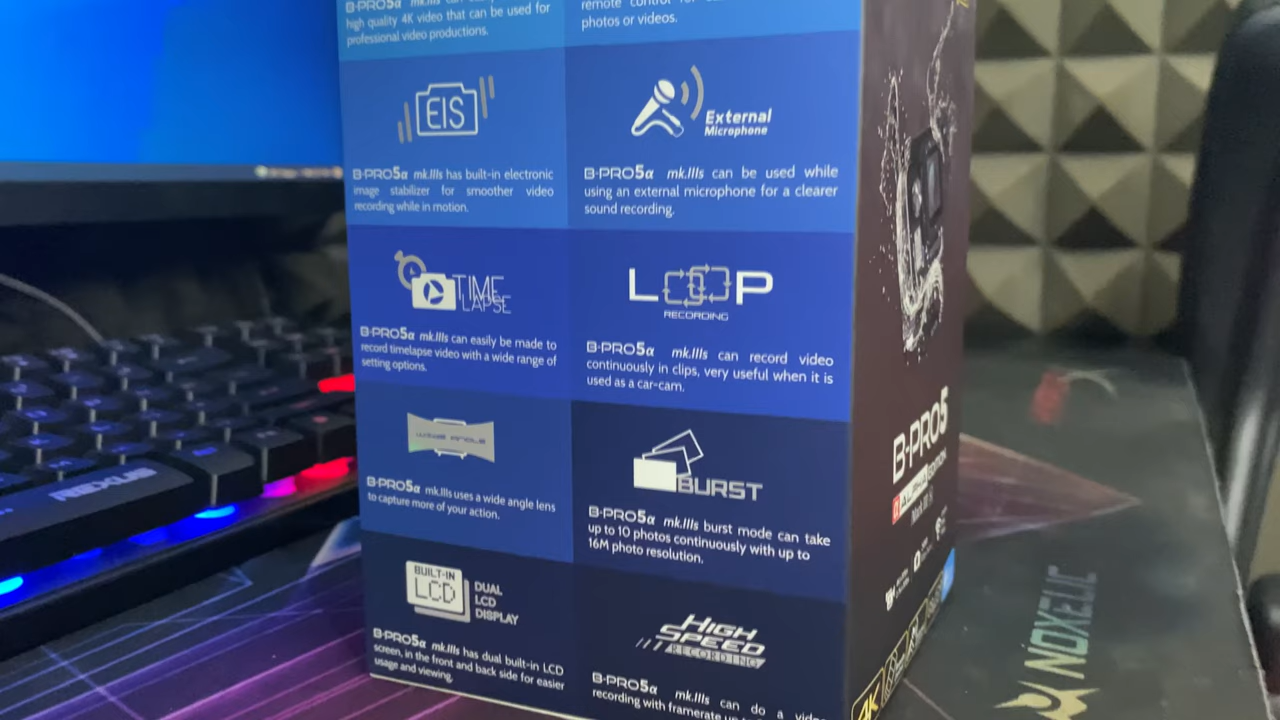 high quality 4K video that can be used for
professional video productions.
photos or videos.
EIS
B-PRO5α mk.IIIs has built-in electronic
image stabilizer for smoother video
recording while in motion.
External
Microphone
B-PRO5α mk.IIIs can be used while
using an external microphone for a clearer
sound recording.
TIME
LAPSE
B-PRO5α mk.IIIs can easily be made to
record timelapse video with a wide range of
setting options.
LOOP
RECORDING
B-PRO5α mk.IIIs can record video
continuously in clips, very useful when it is
used as a car-cam.
WIDE ANGLE
B-PRO5α mk.IIIs uses a wide angle lens
to capture more of your action.
BURST
B-PRO5α mk.IIIs burst mode can take
up to 10 photos continuously with up to
16M photo resolution.
BUILT-IN
LCD
DUAL
LCD
DISPLAY
B-PRO5α mk.IIIs has dual built-in LCD
screen, in the front and back side for easier
usage and viewing.
HIGH
SPEED
RECORDING
B-PRO5α mk.IIIs can do a video
recording with framerate up
B-PRO5
ALPHA EDITION
4K
REXUS
NOXELIC